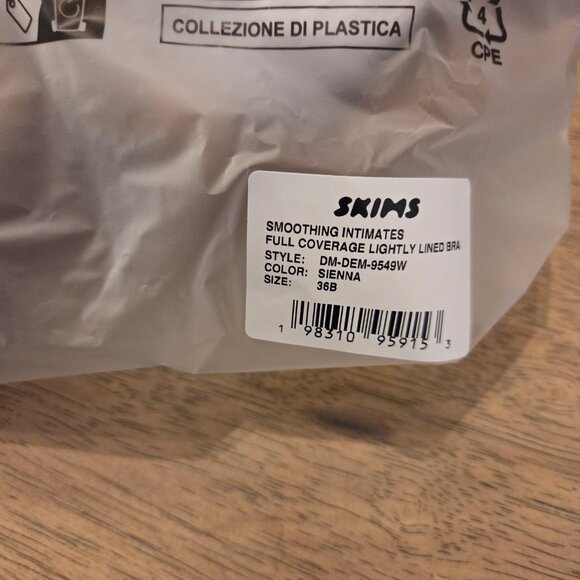 COLLEZIONE DI PLASTICA
4
CPE
SKIMS
SMOOTHING INTIMATES
FULL COVERAGE LIGHTLY LINED BRA
STYLE: DM-DEM-9549W
COLOR: SIENNA
SIZE: 36B
1 98310 95915 3